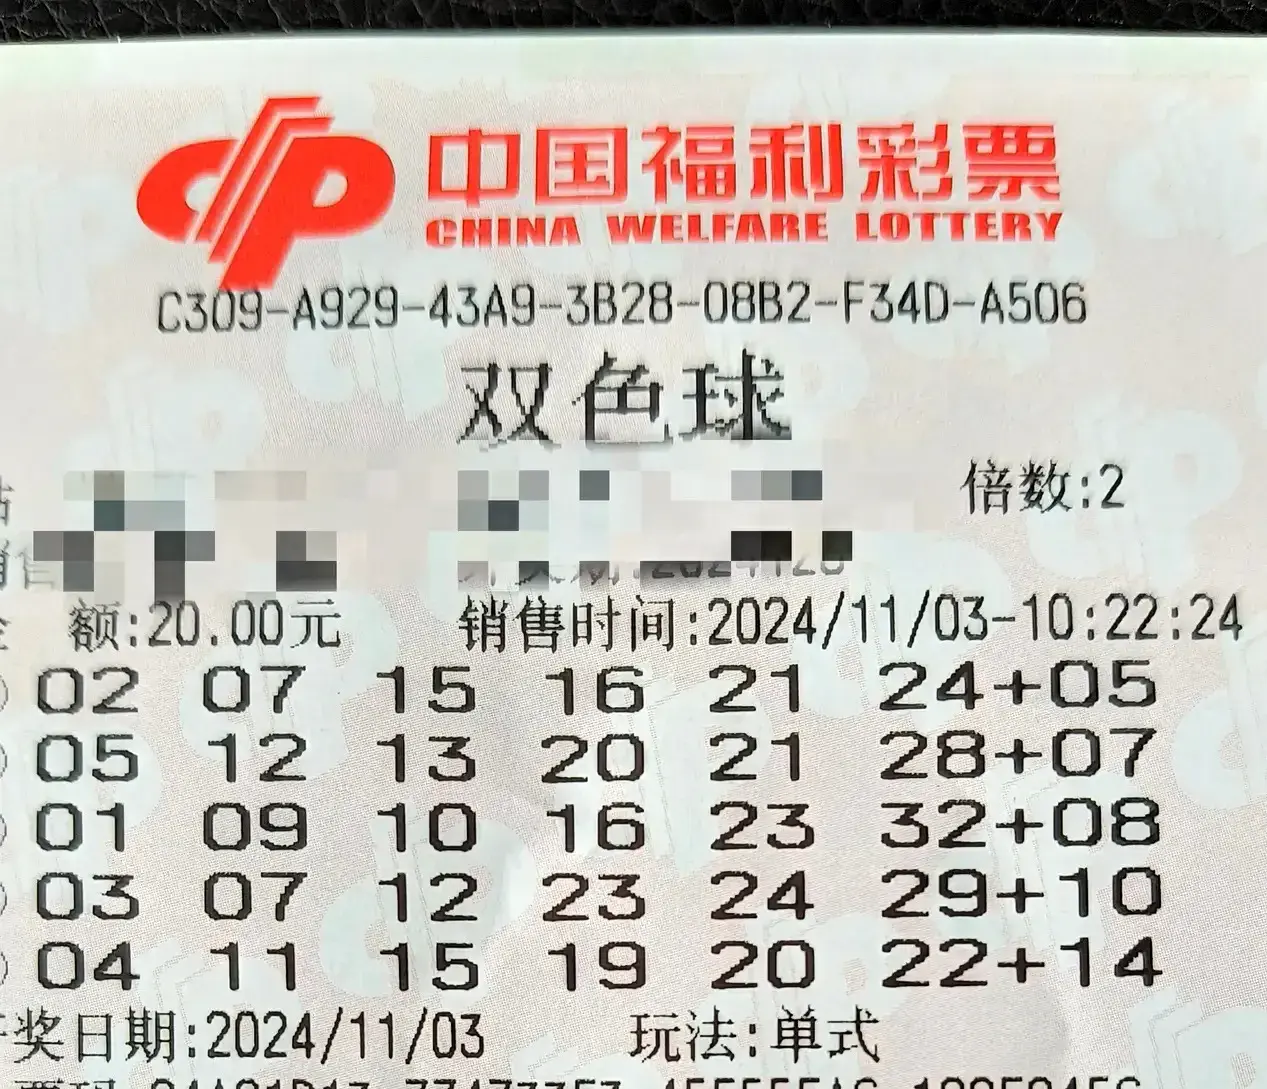 中国福利彩票
CHINA WELFARE LOTTERY
C309-A929-43A9-3B28-08B2-F34D-A506
双色球
站 倍数:2
销售
额:20.00元 销售时间:2024/11/03-10:22:24
02 07 15 16 21 24+05
05 12 13 20 21 28+07
01 09 10 16 23 32+08
03 07 12 23 24 29+10
04 11 15 19 20 22+14
开奖日期:2024/11/03 玩法:单式